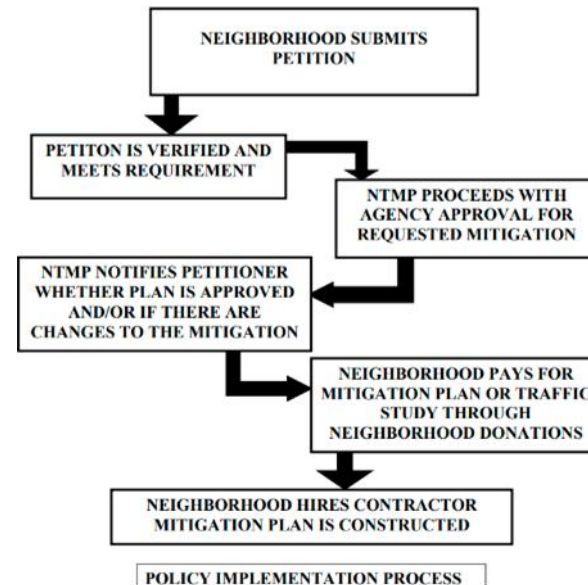 NEIGHBORHOOD SUBMITS
PETITION
PETITON IS VERIFIED AND
MEETS REQUIREMENT
NTMP PROCEEDS WITH
AGENCY APPROVAL FOR
REQUESTED MITIGATION
NTMP NOTIFIES PETITIONER
WHETHER PLAN IS APPROVED
AND/OR IF THERE ARE
CHANGES TO THE MITIGATION
NEIGHBORHOOD PAYS FOR
MITIGATION PLAN OR TRAFFIC
STUDY THROUGH
NEIGHBORHOOD DONATIONS
NEIGHBORHOOD HIRES CONTRACTOR
MITIGATION PLAN IS CONSTRUCTED
POLICY IMPLEMENTATION PROCESS